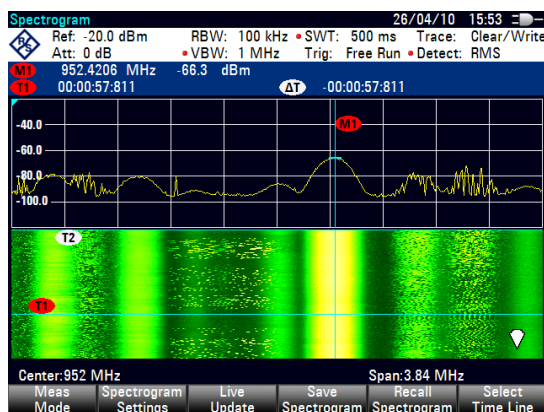 Spectrogram 26/04/10 15:53
Ref: -20.0 dBm RBW: 100 kHz SWT: 500 ms Trace: Clear/Write
Att: 0 dB VBW: 1 MHz Trig: Free Run Detect: RMS
M1 952.4206 MHz -66.3 dBm
T1 00:00:57:811 ΔT -00:00:57:811
M1
-40.0
-60.0
-80.0
-100.0
T2
T1
Center:952 MHz Span:3.84 MHz
Meas Mode Spectrogram Settings Live Update Save Spectrogram Recall Spectrogram Select Time Line